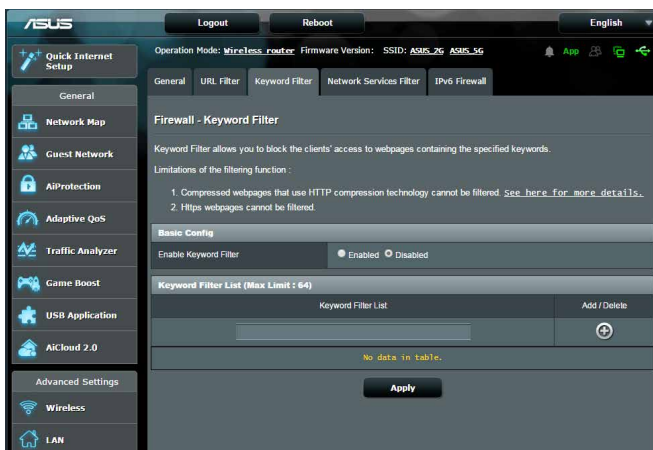 ASUS
Logout Reboot English
Quick Internet Setup
Operation Mode: Wireless router Firmware Version: SSID: ASUS_2G ASUS_5G
App
General URL Filter Keyword Filter Network Services Filter IPv6 Firewall
General
Network Map
Guest Network
AiProtection
Adaptive QoS
Traffic Analyzer
Game Boost
USB Application
AiCloud 2.0
Advanced Settings
Wireless
LAN
Firewall - Keyword Filter
Keyword Filter allows you to block the clients' access to webpages containing the specified keywords.
Limitations of the filtering function :
1. Compressed webpages that use HTTP compression technology cannot be filtered. See here for more details.
2. Https webpages cannot be filtered.
Basic Config
Enable Keyword Filter Enabled Disabled
Keyword Filter List (Max Limit : 64)
Keyword Filter List Add / Delete
No data in table.
Apply